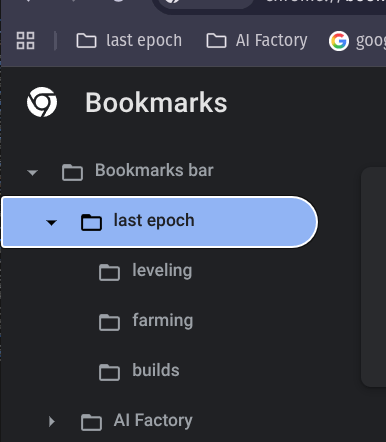 last epoch
AI Factory
Bookmarks
Bookmarks bar
last epoch
leveling
farming
builds
AI Factory